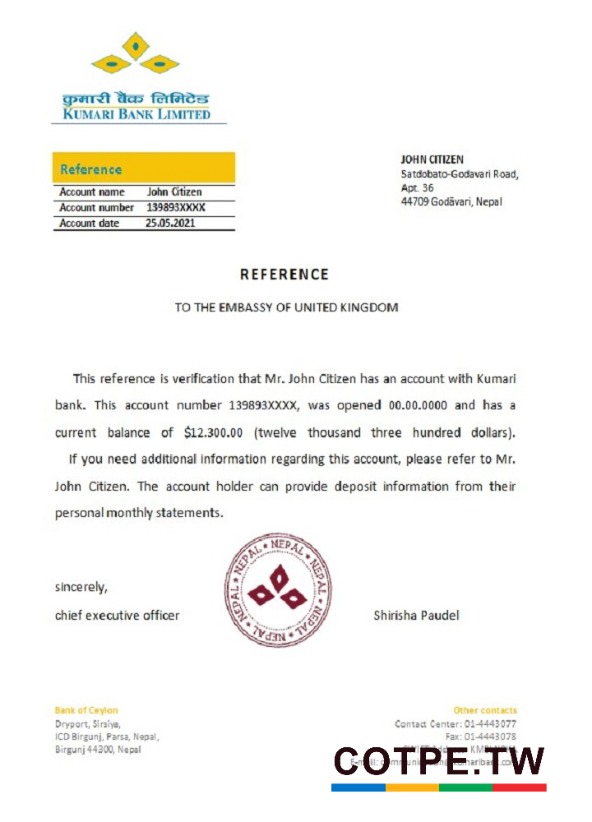 कुमारी बैंक लिमिटेड
KUMARI BANK LIMITED
Reference
Account name John Citizen
Account number 139893XXXX
Account date 25.05.2021
JOHN CITIZEN
Satdobato-Godavari Road,
Apt. 36
44709 Godāvari, Nepal
REFERENCE
TO THE EMBASSY OF UNITED KINGDOM
This reference is verification that Mr. John Citizen has an account with Kumari
bank. This account number 139893XXXX, was opened 00.00.0000 and has a
current balance of $12.300.00 (twelve thousand three hundred dollars).
If you need additional information regarding this account, please refer to Mr.
John Citizen. The account holder can provide deposit information from their
personal monthly statements.
NEPAL * NEPAL * NEPAL * NEPAL * NEPAL * NEPAL *
sincerely,
chief executive officer
Shirisha Paudel
Bank of Ceylon
Dryport, Sirsiya,
ICD Birgunj, Parsa, Nepal,
Birgunj 44300, Nepal
Other contacts
Contact Center: 01-4443077
Fax: 01-4443078
E-mail:
COTPE.TW